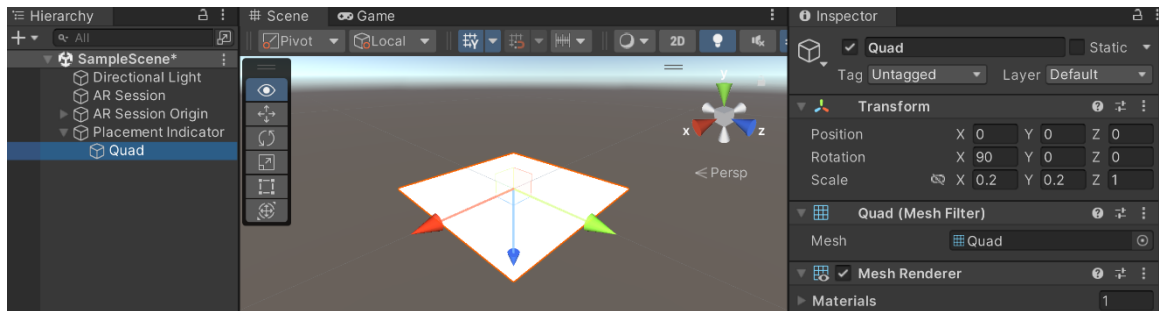 Hierarchy
All
SampleScene*
Directional Light
AR Session
AR Session Origin
Placement Indicator
Quad
Scene Game
Pivot Local 2D
y
x z
Persp
Inspector
Quad Static
Tag Untagged Layer Default
Transform
Position X 0 Y 0 Z 0
Rotation X 90 Y 0 Z 0
Scale X 0.2 Y 0.2 Z 1
Quad (Mesh Filter)
Mesh Quad
Mesh Renderer
Materials 1